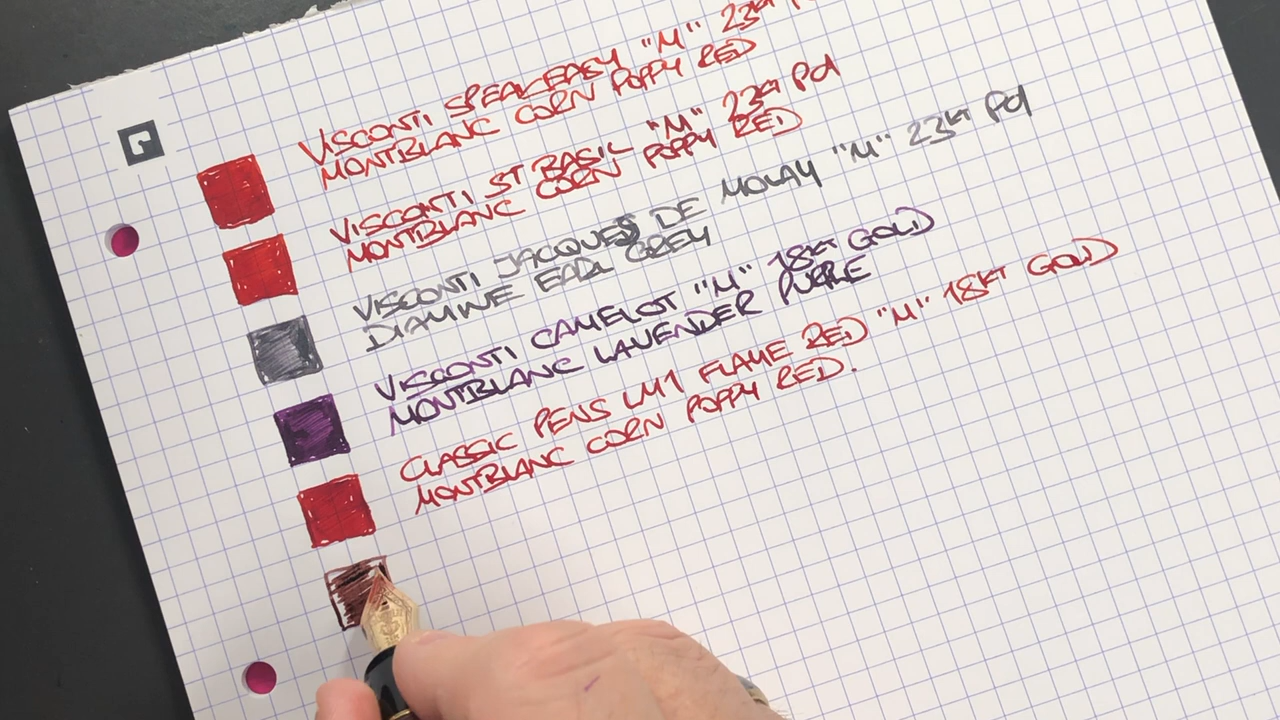 VISCONTI SPEAKEASY "M" 23KT
MONTBLANC CORN POPPY RED
VISCONTI ST BASIL "M" 23KT Pd
MONTBLANC CORN POPPY RED
VISCONTI JACQUES DE MOLAY "M" 23KT Pd
DIAMINE EARL GREY
VISCONTI CAMELOT "M" 18KT GOLD
MONTBLANC LAVENDER PURPLE
CLASSIC PENS LM1 FLAME RED "M" 18KT GOLD
MONTBLANC CORN POPPY RED.